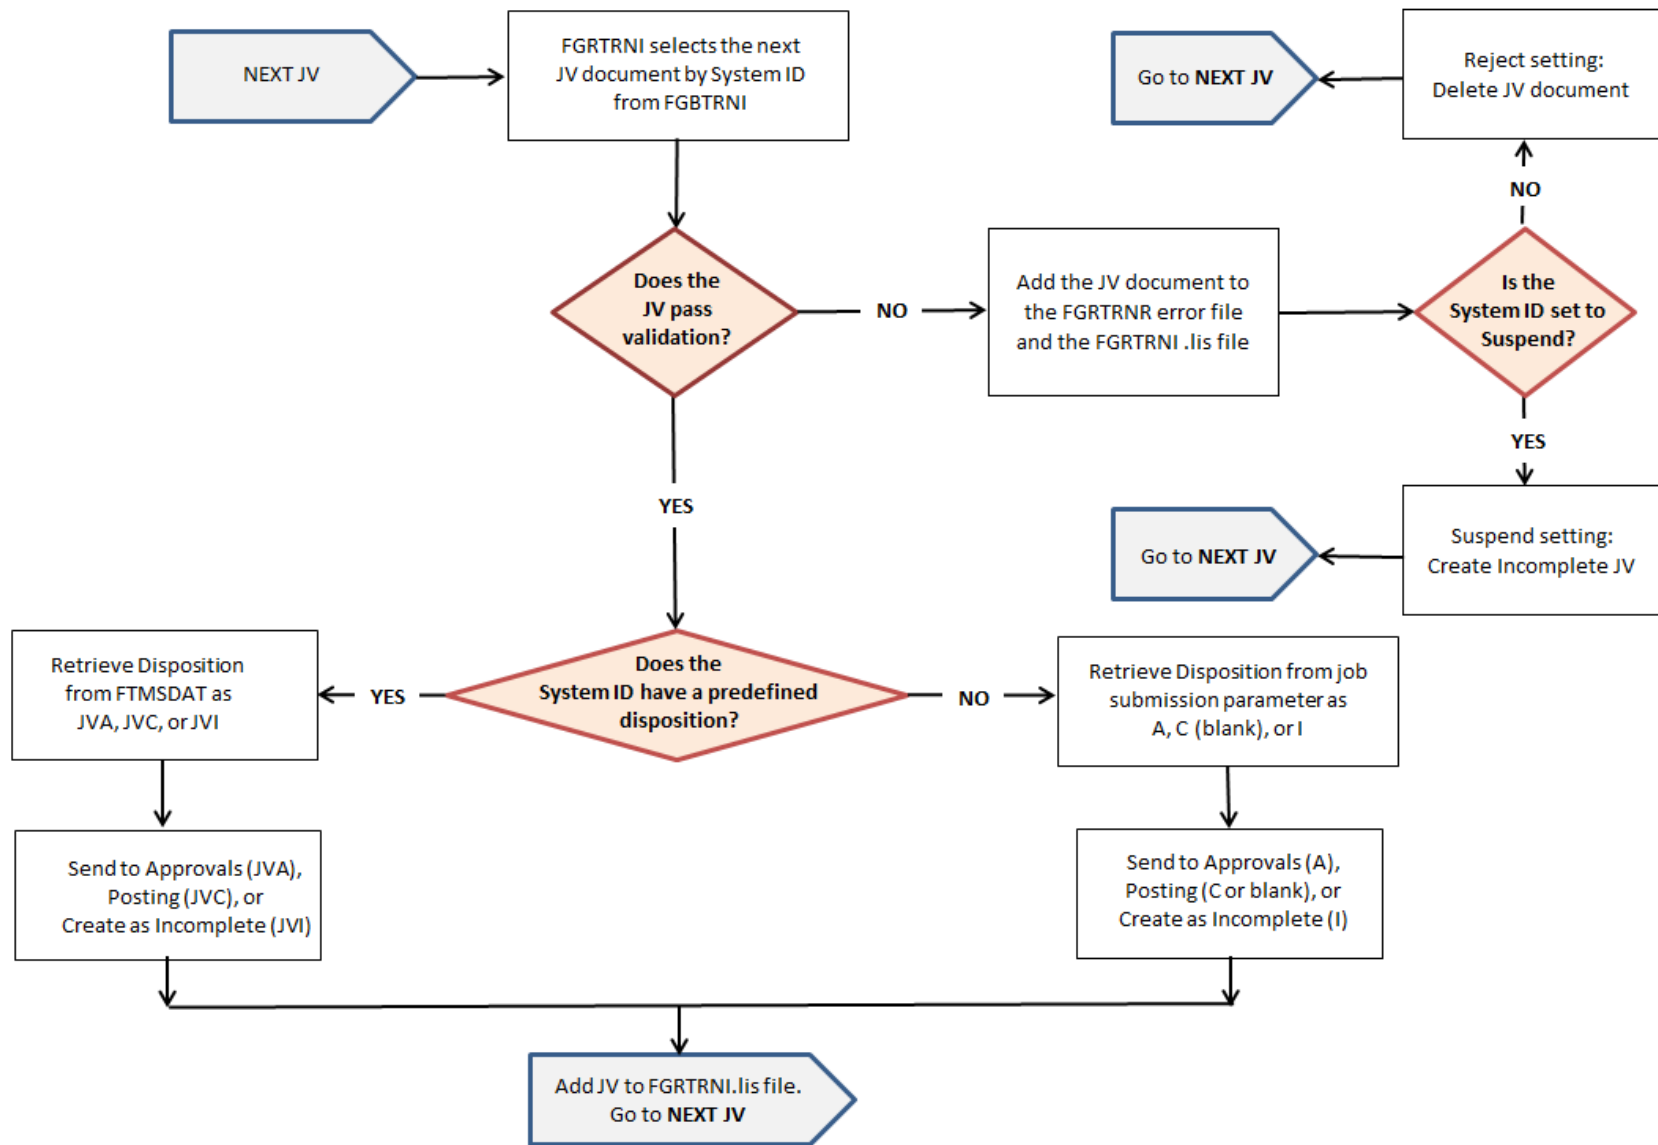 NEXT JV
FGRTRNI selects the next
JV document by System ID
from FGBTRNI
Go to NEXT JV
Reject setting:
Delete JV document
NO
Does the
JV pass
validation?
NO
Add the JV document to
the FGRTRNR error file
and the FGRTRNI .lis file
Is the
System ID set to
Suspend?
YES
YES
Go to NEXT JV
Suspend setting:
Create Incomplete JV
Retrieve Disposition
from FTMSDAT as
JVA, JVC, or JVI
YES
Does the
System ID have a predefined
disposition?
NO
Retrieve Disposition from job
submission parameter as
A, C (blank), or I
Send to Approvals (JVA),
Posting (JVC), or
Create as Incomplete (JVI)
Send to Approvals (A),
Posting (C or blank), or
Create as Incomplete (I)
Add JV to FGRTRNI.lis file.
Go to NEXT JV